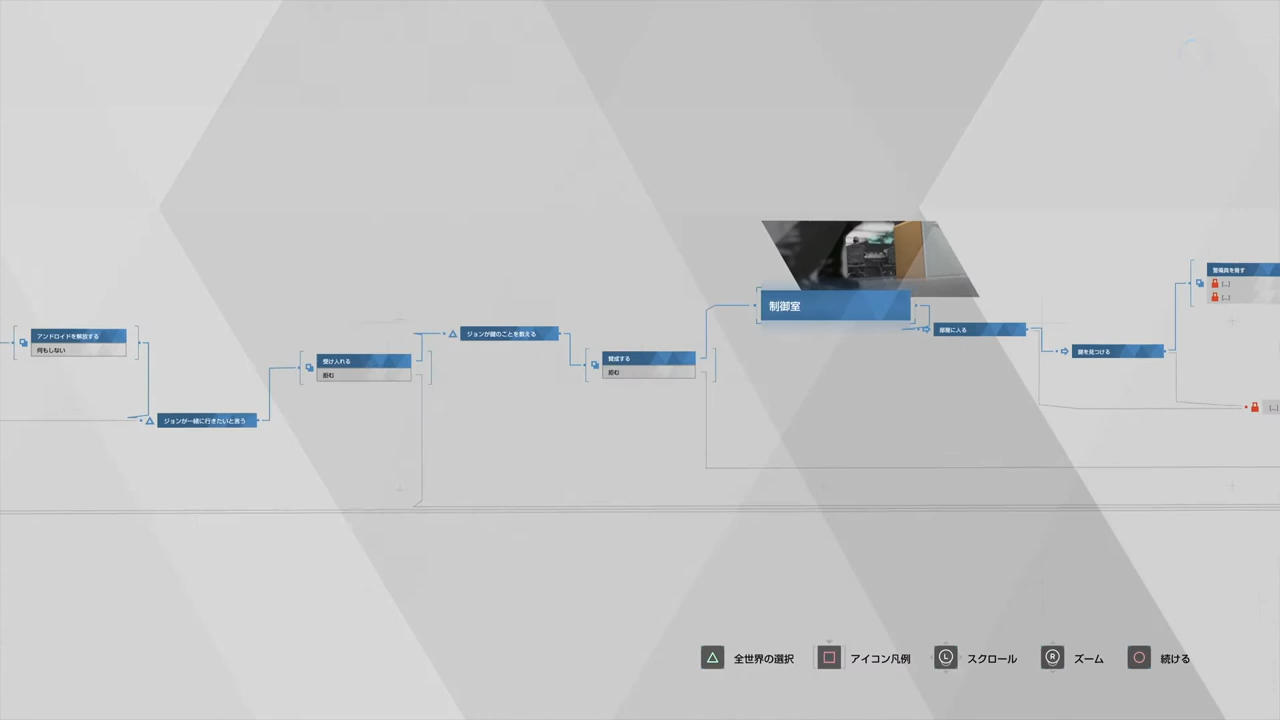 アンドロイドを解放する
何もしない
ジョンが一緒に行きたいと言う
受け入れる
拒む
ジョンが鍵のことを教える
賛成する
拒む
制御室
部屋に入る
鍵を見つける
警備員を脅す
[...]
[...]
[...]
全世界の選択
アイコン凡例
L
スクロール
R
ズーム
続ける